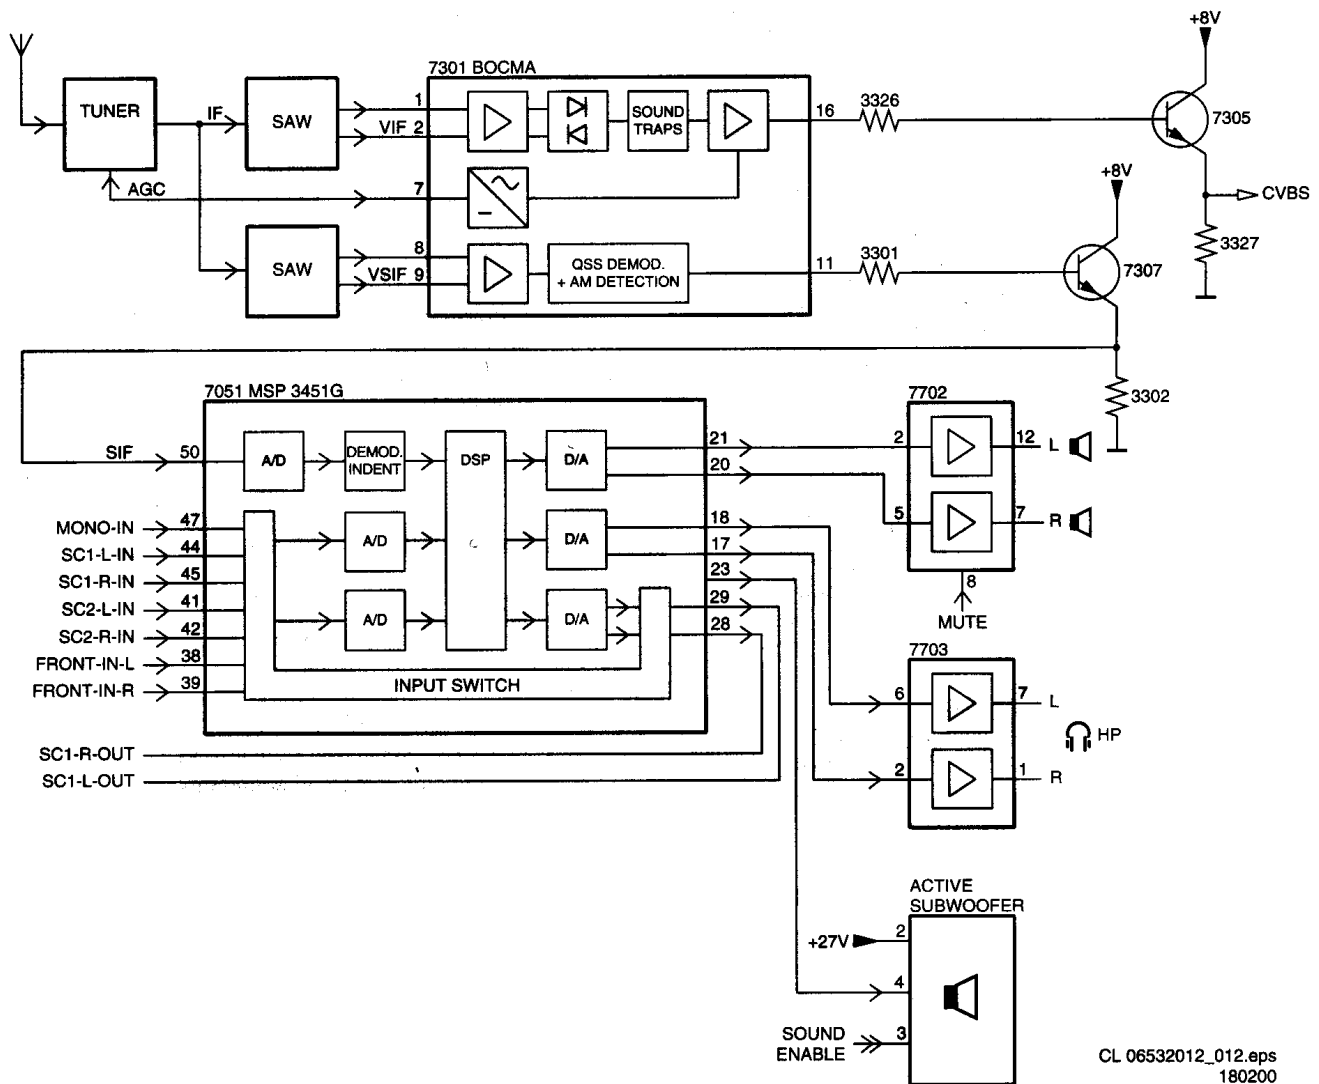 +8V
7301 BOCMA
TUNER
IF
SAW
1
VIF 2
SOUND
TRAPS
16
3326
7305
AGC
7
+8V
CVBS
3327
SAW
8
VSIF 9
QSS DEMOD.
+ AM DETECTION
11
3301
7307
7051 MSP 3451G
7702
3302
SIF
50
A/D
DEMOD.
INDENT
DSP
D/A
21
20
2
12
L
5
7
R
8
MUTE
MONO-IN
47
SC1-L-IN
44
SC1-R-IN
45
SC2-L-IN
41
SC2-R-IN
42
FRONT-IN-L
38
FRONT-IN-R
39
A/D
D/A
18
17
23
A/D
D/A
29
28
INPUT SWITCH
7703
6
7
L
HP
2
1
R
SC1-R-OUT
SC1-L-OUT
ACTIVE
SUBWOOFER
+27V
2
4
SOUND
ENABLE
3
CL 06532012_012.eps
180200